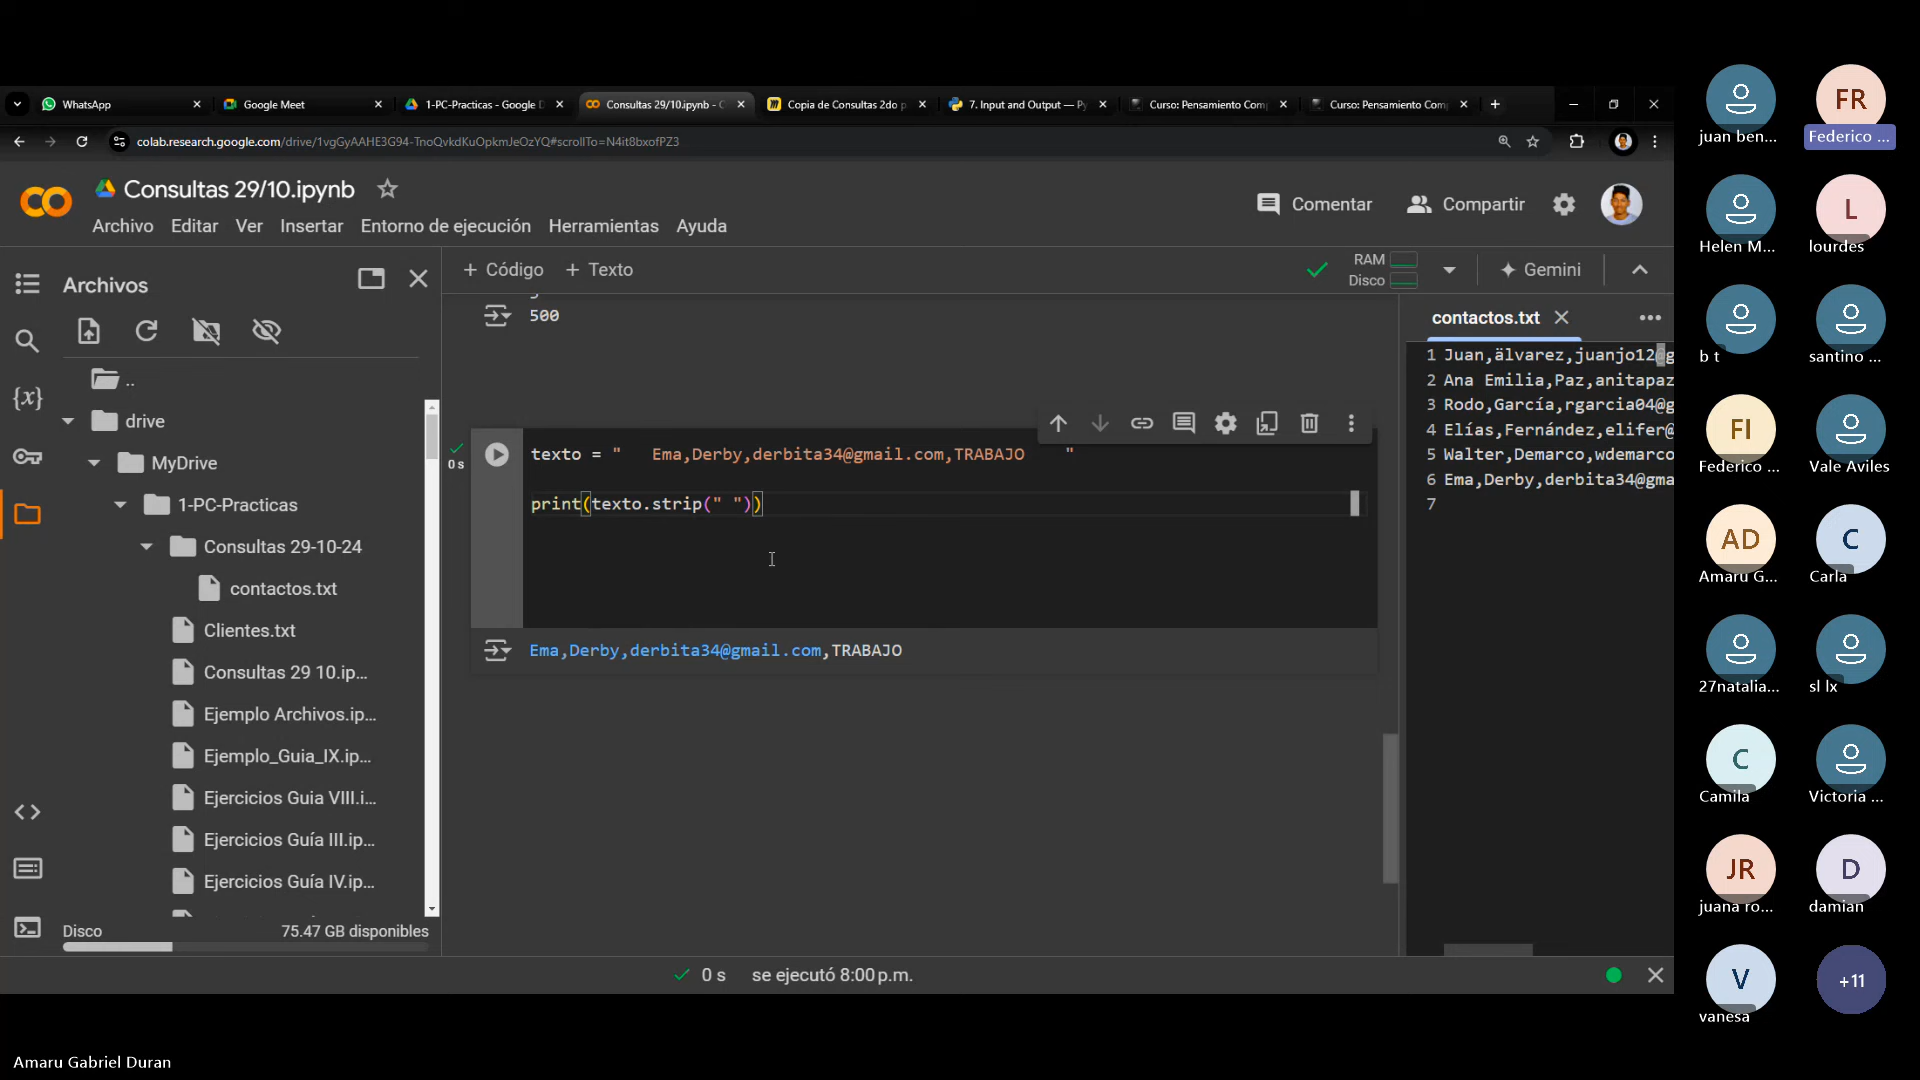 WhatsApp
Google Meet
1-PC-Practicas - Google D
Consultas 29/10.ipynb - C
Copia de Consultas 2do p
7. Input and Output — Py
Curso: Pensamiento Comp
Curso: Pensamiento Comp
colab.research.google.com/drive/1vgGyAAHE3G94-TnoQvkdKuOpkmJeOzYQ#scrollTo=N4it8bxofPZ3
Consultas 29/10.ipynb
Comentar
Compartir
Archivo Editar Ver Insertar Entorno de ejecución Herramientas Ayuda
Archivos
+ Código + Texto
RAM
Disco
Gemini
..
drive
MyDrive
1-PC-Practicas
Consultas 29-10-24
contactos.txt
Clientes.txt
Consultas 29 10.ip...
Ejemplo Archivos.ip...
Ejemplo_Guia_IX.ip...
Ejercicios Guia VIII.i...
Ejercicios Guía III.ip...
Ejercicios Guía IV.ip...
Disco 75.47 GB disponibles
500
0 s
texto = "   Ema,Derby,derbita34@gmail.com,TRABAJO    "
print(texto.strip(" "))
Ema,Derby,derbita34@gmail.com,TRABAJO
contactos.txt
1 Juan,älvarez,juanjo12@g
2 Ana Emilia,Paz,anitapaz
3 Rodo,García,rgarcia04@g
4 Elías,Fernández,elifer@
5 Walter,Demarco,wdemarco
6 Ema,Derby,derbita34@gma
7
0 s se ejecutó 8:00 p.m.
juan ben...
FR
Federico ...
Helen M...
L
lourdes
b t
santino ...
FI
Federico ...
Vale Aviles
AD
Amaru G...
C
Carla
27natalia...
sl lx
C
Camila
Victoria ...
JR
juana ro...
D
damian
V
vanesa
+11
Amaru Gabriel Duran